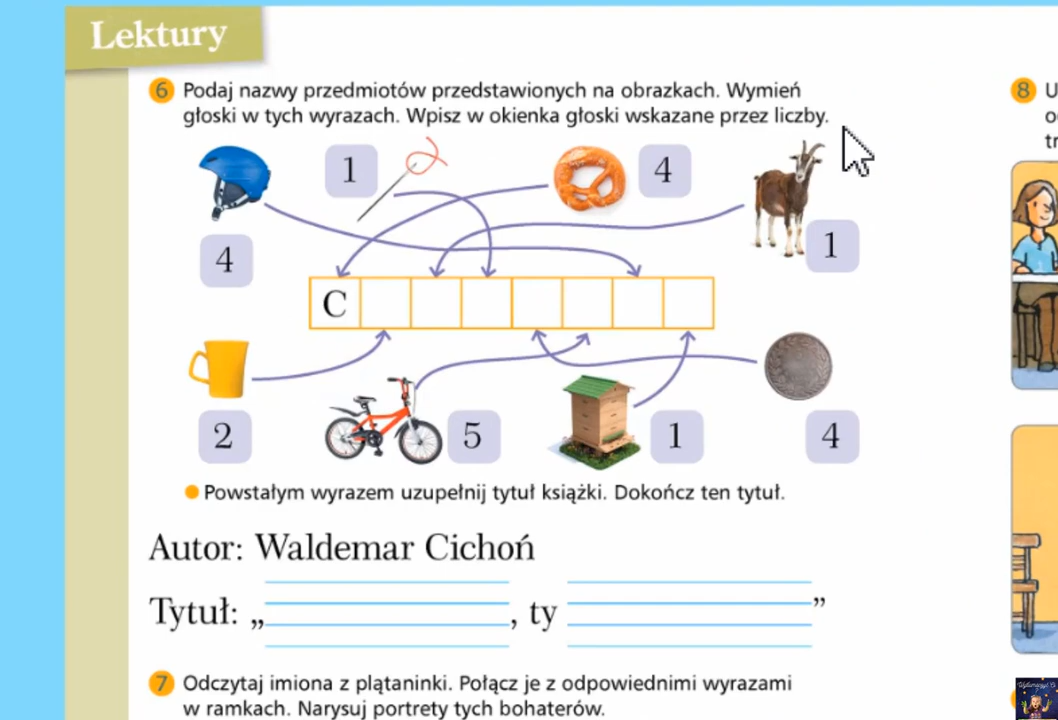 Lektury
6 Podaj nazwy przedmiotów przedstawionych na obrazkach. Wymień
głoski w tych wyrazach. Wpisz w okienka głoski wskazane przez liczby.
1
4
4
1
C
2
5
1
4
Powstałym wyrazem uzupełnij tytuł książki. Dokończ ten tytuł.
Autor: Waldemar Cichoń
Tytuł: „ , ty ”
7 Odczytaj imiona z plątaninki. Połącz je z odpowiednimi wyrazami
w ramkach. Narysuj portrety tych bohaterów.
8 U